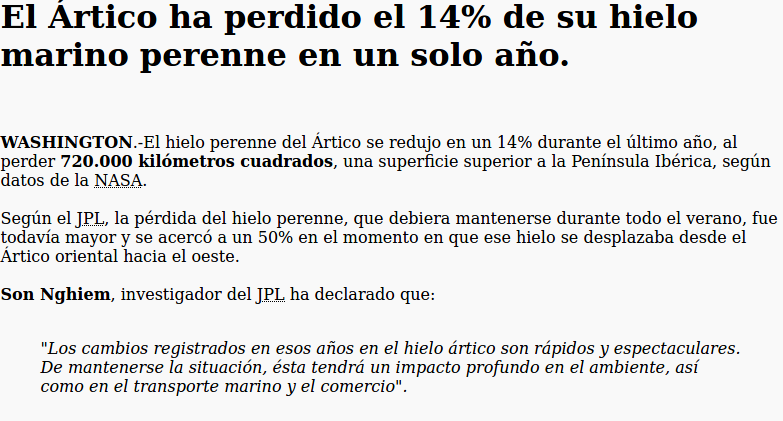 El Ártico ha perdido el 14% de su hielo
marino perenne en un solo año.
WASHINGTON.-El hielo perenne del Ártico se redujo en un 14% durante el último año, al
perder 720.000 kilómetros cuadrados, una superficie superior a la Península Ibérica, según
datos de la NASA.
Según el JPL, la pérdida del hielo perenne, que debiera mantenerse durante todo el verano, fue
todavía mayor y se acercó a un 50% en el momento en que ese hielo se desplazaba desde el
Ártico oriental hacia el oeste.
Son Nghiem, investigador del JPL ha declarado que:
"Los cambios registrados en esos años en el hielo ártico son rápidos y espectaculares.
De mantenerse la situación, ésta tendrá un impacto profundo en el ambiente, así
como en el transporte marino y el comercio".